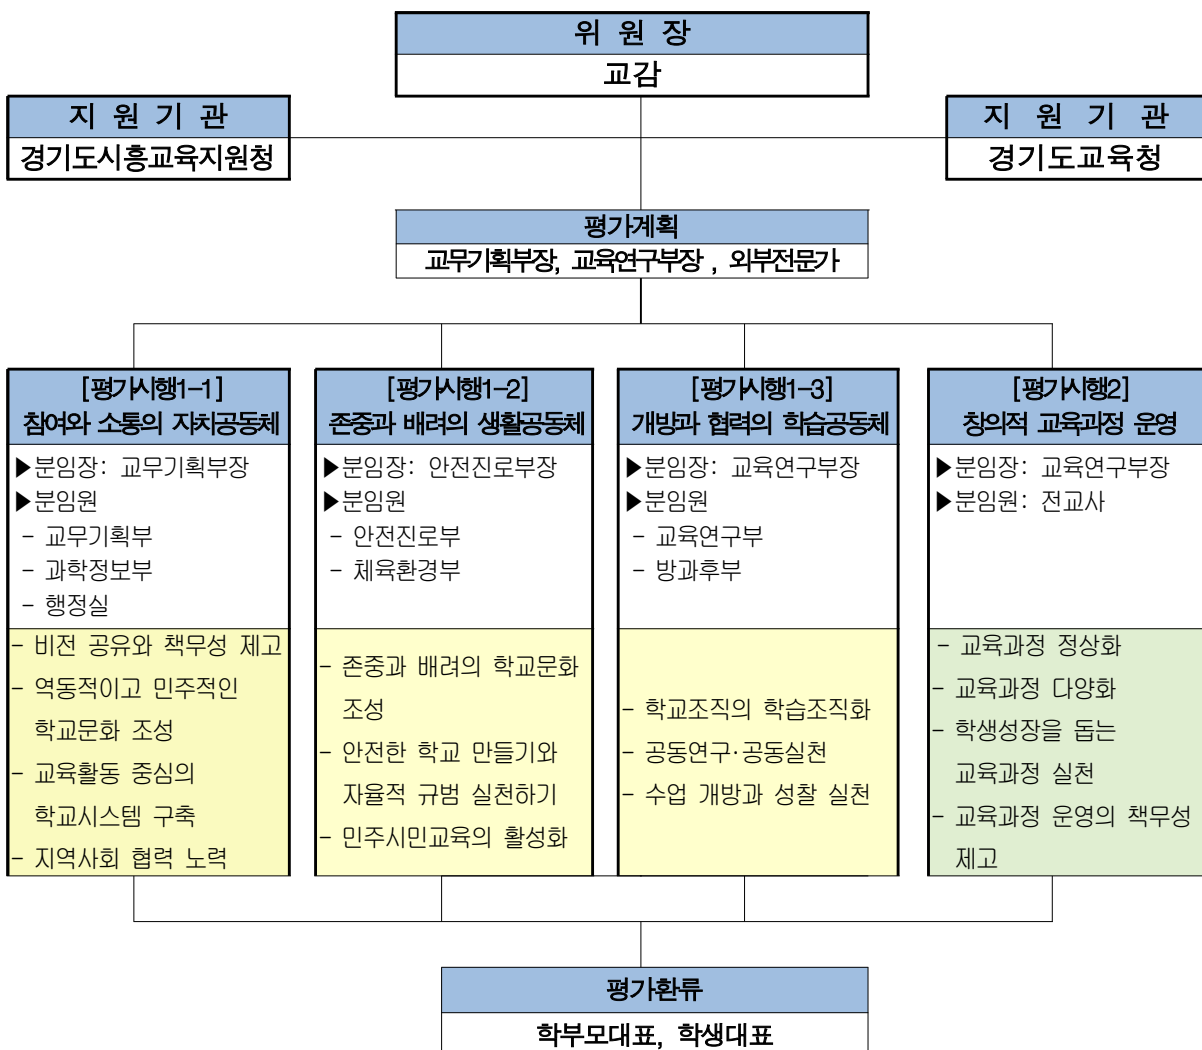 위 원 장
교감
지 원 기 관
경기도시흥교육지원청
지 원 기 관
경기도교육청
평가계획
교무기획부장, 교육연구부장 , 외부전문가
[평가시행1-1]
참여와 소통의 자치공동체
▶분임장: 교무기획부장
▶분임원
- 교무기획부
- 과학정보부
- 행정실
- 비전 공유와 책무성 제고
- 역동적이고 민주적인
학교문화 조성
- 교육활동 중심의
학교시스템 구축
- 지역사회 협력 노력
[평가시행1-2]
존중과 배려의 생활공동체
▶분임장: 안전진로부장
▶분임원
- 안전진로부
- 체육환경부
- 존중과 배려의 학교문화
조성
- 안전한 학교 만들기와
자율적 규범 실천하기
- 민주시민교육의 활성화
[평가시행1-3]
개방과 협력의 학습공동체
▶분임장: 교육연구부장
▶분임원
- 교육연구부
- 방과후부
- 학교조직의 학습조직화
- 공동연구·공동실천
- 수업 개방과 성찰 실천
[평가시행2]
창의적 교육과정 운영
▶분임장: 교육연구부장
▶분임원: 전교사
- 교육과정 정상화
- 교육과정 다양화
- 학생성장을 돕는
교육과정 실천
- 교육과정 운영의 책무성
제고
평가환류
학부모대표, 학생대표